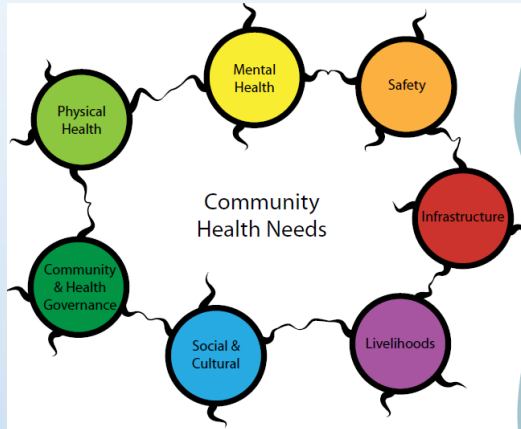 Mental
Health
Safety
Physical
Health
Community
Health Needs
Infrastructure
Community
& Health
Governance
Social &
Cultural
Livelihoods